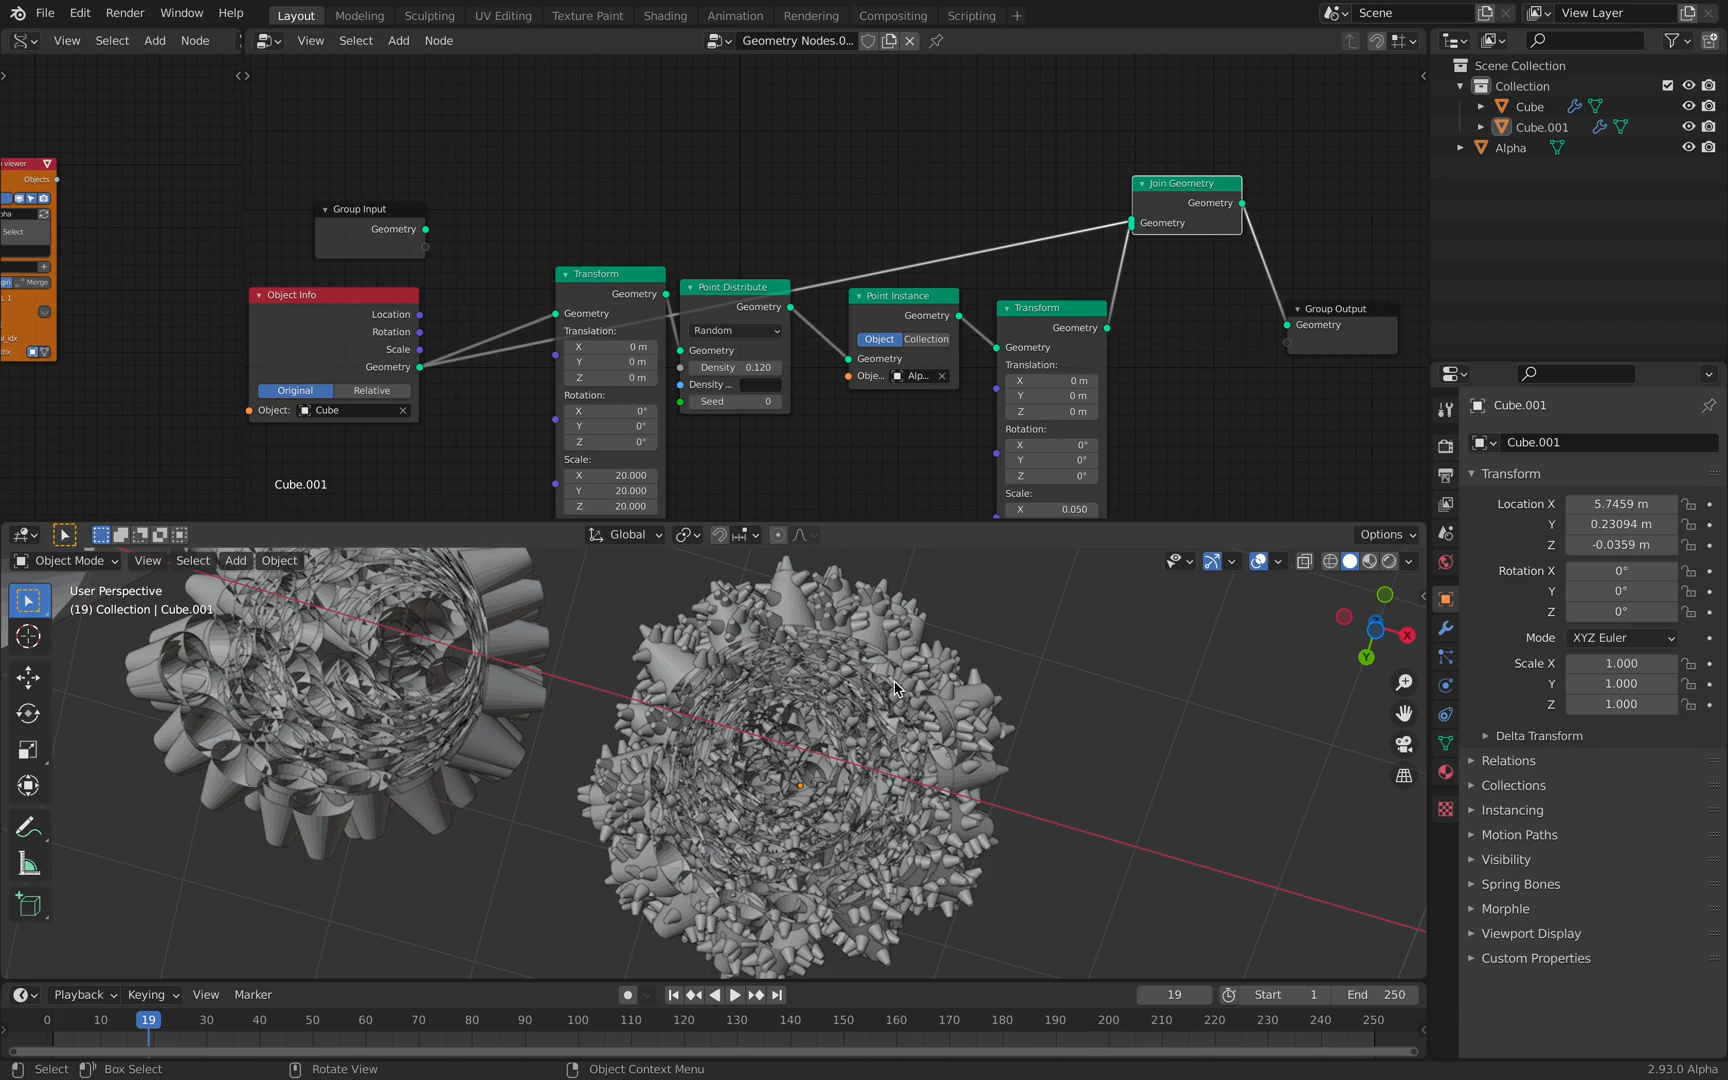 File Edit Render Window Help
Layout Modeling Sculpting UV Editing Texture Paint Shading Animation Rendering Compositing Scripting +
Scene
View Layer
View Select Add Node
View Select Add Node
Geometry Nodes.0...
viewer
Objects
Select
Merge
Group Input
Geometry
Object Info
Location
Rotation
Scale
Geometry
Original Relative
Object: Cube
Cube.001
Transform
Geometry
Geometry
Translation:
X 0 m
Y 0 m
Z 0 m
Rotation:
X 0°
Y 0°
Z 0°
Scale:
X 20.000
Y 20.000
Z 20.000
Point Distribute
Geometry
Random
Geometry
Density 0.120
Density ...
Seed 0
Point Instance
Geometry
Object Collection
Geometry
Obje... Alp...
Transform
Geometry
Geometry
Translation:
X 0 m
Y 0 m
Z 0 m
Rotation:
X 0°
Y 0°
Z 0°
Scale:
X 0.050
Join Geometry
Geometry
Geometry
Group Output
Geometry
Scene Collection
Collection
Cube
Cube.001
Alpha
Global
Options
Object Mode View Select Add Object
User Perspective
(19) Collection | Cube.001
X
Y
Z
Cube.001
Cube.001
Transform
Location X 5.7459 m
Y 0.23094 m
Z -0.0359 m
Rotation X 0°
Y 0°
Z 0°
Mode XYZ Euler
Scale X 1.000
Y 1.000
Z 1.000
Delta Transform
Relations
Collections
Instancing
Motion Paths
Visibility
Spring Bones
Morphle
Viewport Display
Custom Properties
Playback Keying View Marker
19 Start 1 End 250
0 10 19 30 40 50 60 70 80 90 100 110 120 130 140 150 160 170 180 190 200 210 220 230 240 250
Select Box Select Rotate View Object Context Menu 2.93.0 Alpha